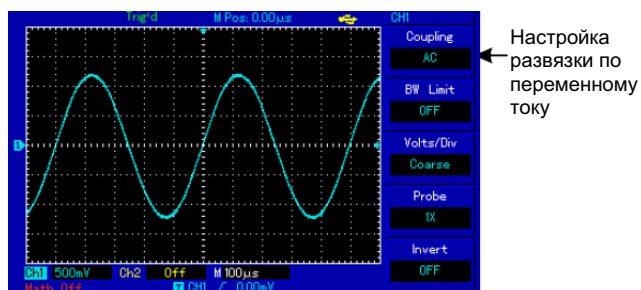 Trig'd M Pos: 0.00μs CH1
Coupling
AC
BW Limit
OFF
Volts/Div
Coarse
Probe
1X
Invert
OFF
1
Ch1 500mV Ch2 Off M 100μs
Math Off T CH1 / 0.00mV
Настройка
развязки по
переменному
току